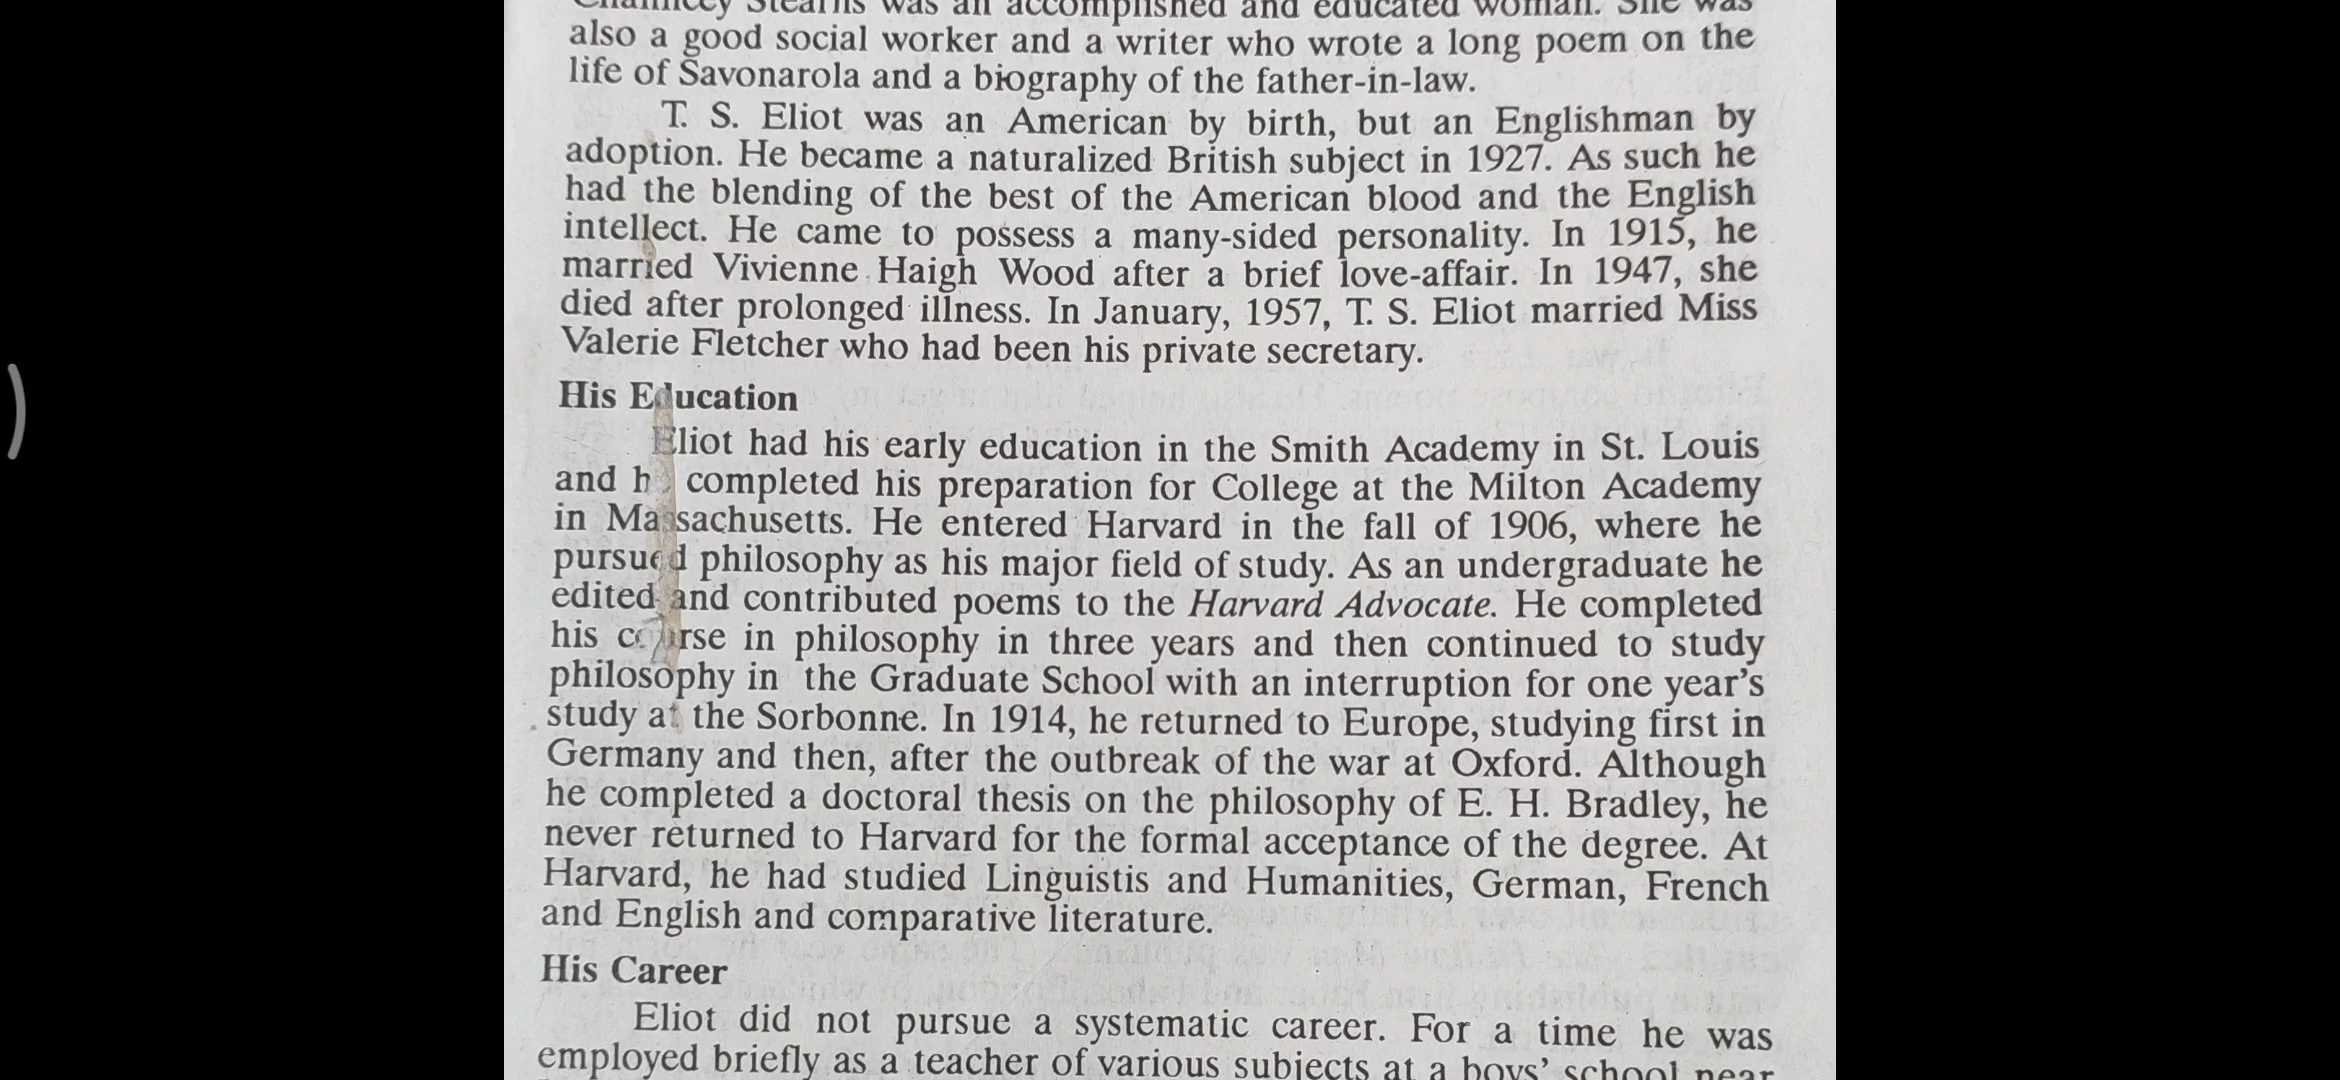 Chauncey Stearns was an accomplished and educated woman. She was
also a good social worker and a writer who wrote a long poem on the
life of Savonarola and a biography of the father-in-law.
T. S. Eliot was an American by birth, but an Englishman by
adoption. He became a naturalized British subject in 1927. As such he
had the blending of the best of the American blood and the English
intellect. He came to possess a many-sided personality. In 1915, he
married Vivienne Haigh Wood after a brief love-affair. In 1947, she
died after prolonged illness. In January, 1957, T. S. Eliot married Miss
Valerie Fletcher who had been his private secretary.
His Education
Eliot had his early education in the Smith Academy in St. Louis
and he completed his preparation for College at the Milton Academy
in Massachusetts. He entered Harvard in the fall of 1906, where he
pursued philosophy as his major field of study. As an undergraduate he
edited and contributed poems to the Harvard Advocate. He completed
his course in philosophy in three years and then continued to study
philosophy in the Graduate School with an interruption for one year's
study at the Sorbonne. In 1914, he returned to Europe, studying first in
Germany and then, after the outbreak of the war at Oxford. Although
he completed a doctoral thesis on the philosophy of E. H. Bradley, he
never returned to Harvard for the formal acceptance of the degree. At
Harvard, he had studied Linguistis and Humanities, German, French
and English and comparative literature.
His Career
Eliot did not pursue a systematic career. For a time he was
employed briefly as a teacher of various subjects at a boys' school near